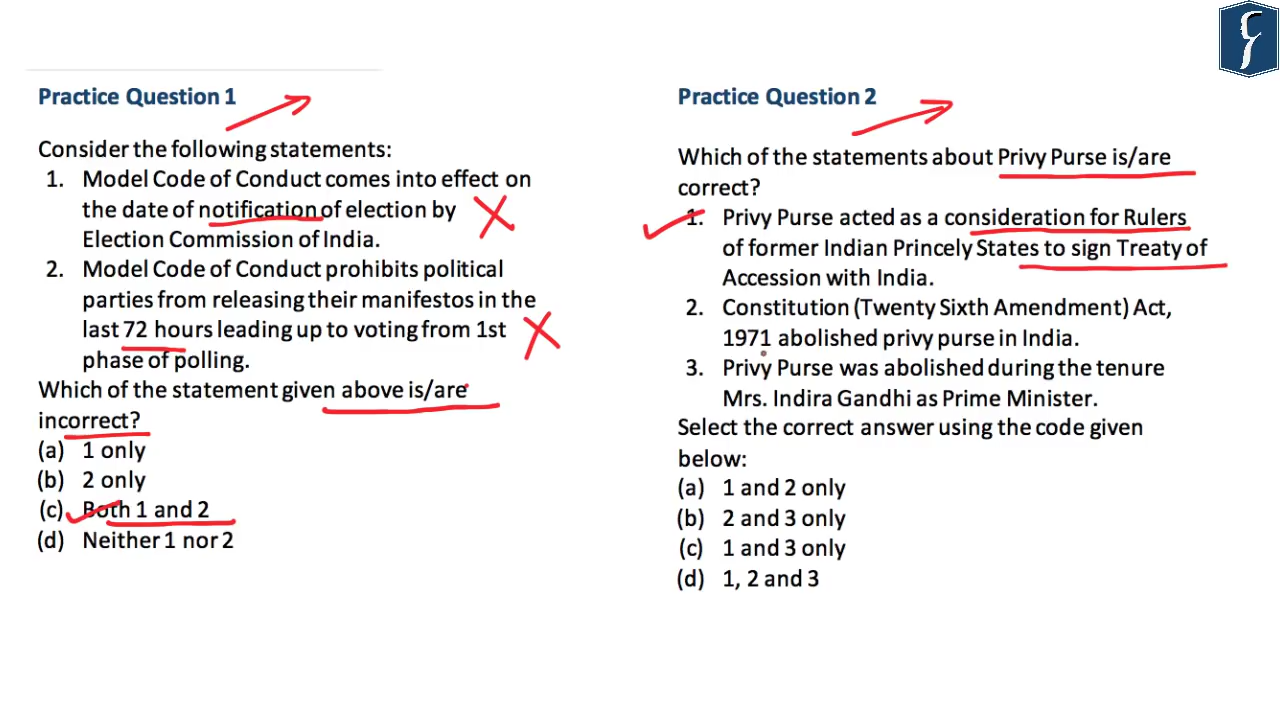 Practice Question 1
Consider the following statements:
1. Model Code of Conduct comes into effect on
the date of notification of election by
Election Commission of India.
2. Model Code of Conduct prohibits political
parties from releasing their manifestos in the
last 72 hours leading up to voting from 1st
phase of polling.
Which of the statement given above is/are
incorrect?
(a) 1 only
(b) 2 only
(c) Both 1 and 2
(d) Neither 1 nor 2
Practice Question 2
Which of the statements about Privy Purse is/are
correct?
1. Privy Purse acted as a consideration for Rulers
of former Indian Princely States to sign Treaty of
Accession with India.
2. Constitution (Twenty Sixth Amendment) Act,
1971 abolished privy purse in India.
3. Privy Purse was abolished during the tenure
Mrs. Indira Gandhi as Prime Minister.
Select the correct answer using the code given
below:
(a) 1 and 2 only
(b) 2 and 3 only
(c) 1 and 3 only
(d) 1, 2 and 3